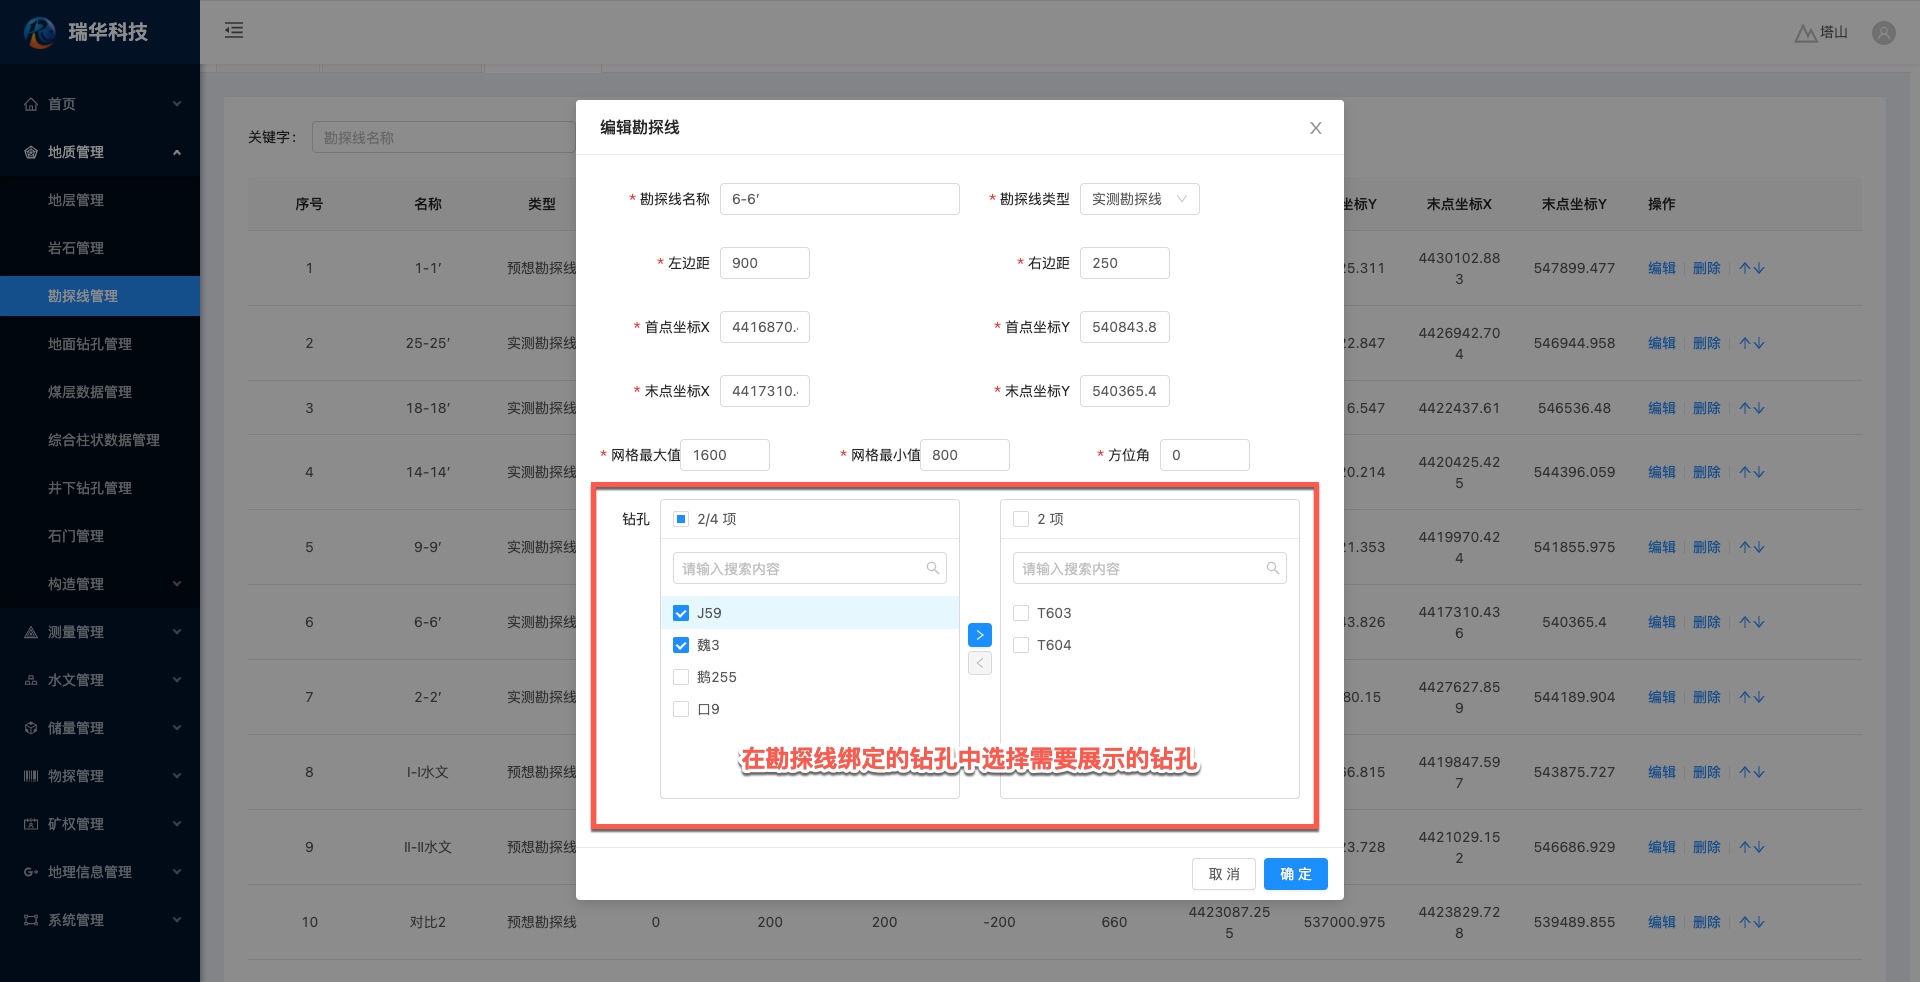 瑞华科技
塔山
首页
地质管理
地层管理
岩石管理
勘探线管理
地面钻孔管理
煤层数据管理
综合柱状数据管理
井下钻孔管理
石门管理
构造管理
测量管理
水文管理
储量管理
物探管理
矿权管理
地理信息管理
系统管理
关键字： 勘探线名称
序号 名称 类型 坐标Y 末点坐标X 末点坐标Y 操作
1 1-1′ 预想勘探线 25.311 4430102.883 547899.477 编辑 删除
2 25-25′ 实测勘探线 22.847 4426942.704 546944.958 编辑 删除
3 18-18′ 实测勘探线 6.547 4422437.61 546536.48 编辑 删除
4 14-14′ 实测勘探线 20.214 4420425.425 544396.059 编辑 删除
5 9-9′ 实测勘探线 21.353 4419970.424 541855.975 编辑 删除
6 6-6′ 实测勘探线 43.826 4417310.436 540365.4 编辑 删除
7 2-2′ 实测勘探线 80.15 4427627.859 544189.904 编辑 删除
8 I-I水文 预想勘探线 66.815 4419847.597 543875.727 编辑 删除
9 II-II水文 预想勘探线 23.728 4421029.152 546686.929 编辑 删除
10 对比2 预想勘探线 0 200 200 -200 660 4423087.255 537000.975 4423829.728 539489.855 编辑 删除
编辑勘探线
* 勘探线名称 6-6′ * 勘探线类型 实测勘探线
* 左边距 900 * 右边距 250
* 首点坐标X 4416870. * 首点坐标Y 540843.8
* 末点坐标X 4417310. * 末点坐标Y 540365.4
* 网格最大值 1600 * 网格最小值 800 * 方位角 0
钻孔 2/4 项 2 项
请输入搜索内容 请输入搜索内容
J59 T603
魏3 T604
鹅255
口9
在勘探线绑定的钻孔中选择需要展示的钻孔
取 消 确 定